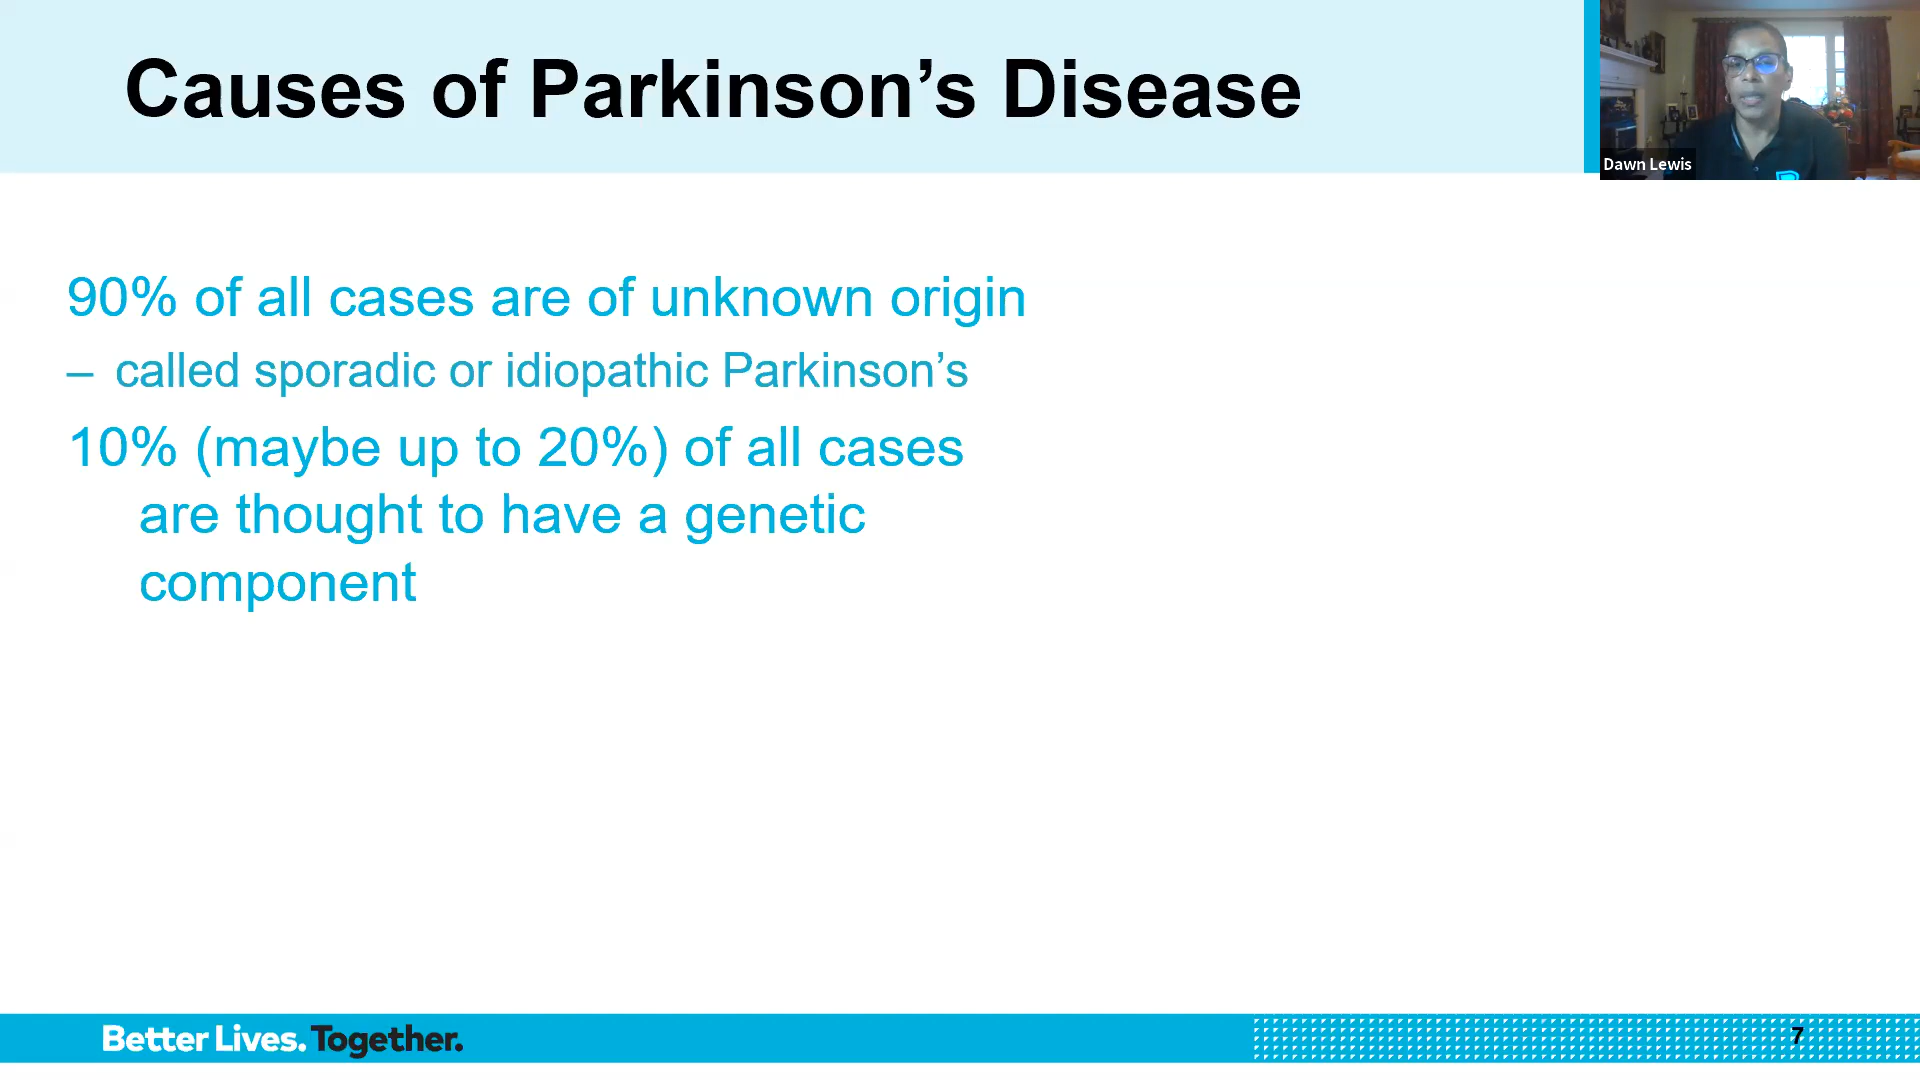 Causes of Parkinson’s Disease
Dawn Lewis
90% of all cases are of unknown origin
– called sporadic or idiopathic Parkinson’s
10% (maybe up to 20%) of all cases
are thought to have a genetic
component
Better Lives. Together.
7